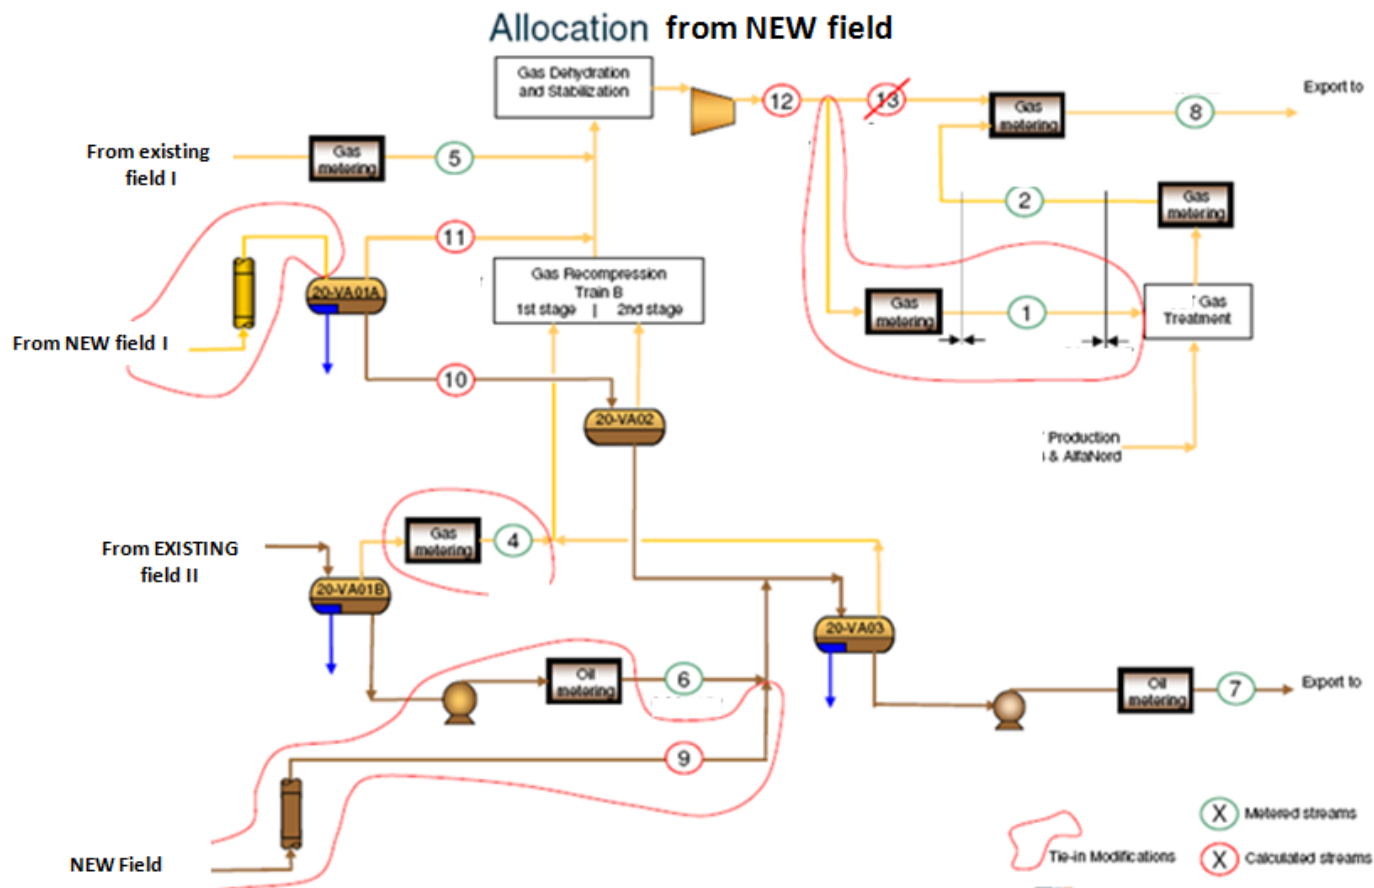 Allocation from NEW field
Gas Dehydration
and Stabilization
12
13
Gas
metering
8
Export to
From existing
field I
Gas
metering
5
2
Gas
metering
11
20-VA01A
Gas Recompression
Train B
1st stage | 2nd stage
From NEW field I
Gas
metering
1
Gas
Treatment
10
20-VA02
Production
& AlfaNord
From EXISTING
field II
Gas
metering
4
20-VA01B
20-VA03
Oil
metering
6
Oil
metering
7
Export to
9
NEW Field
X Metered streams
Tie-in Modifications
X Calculated streams